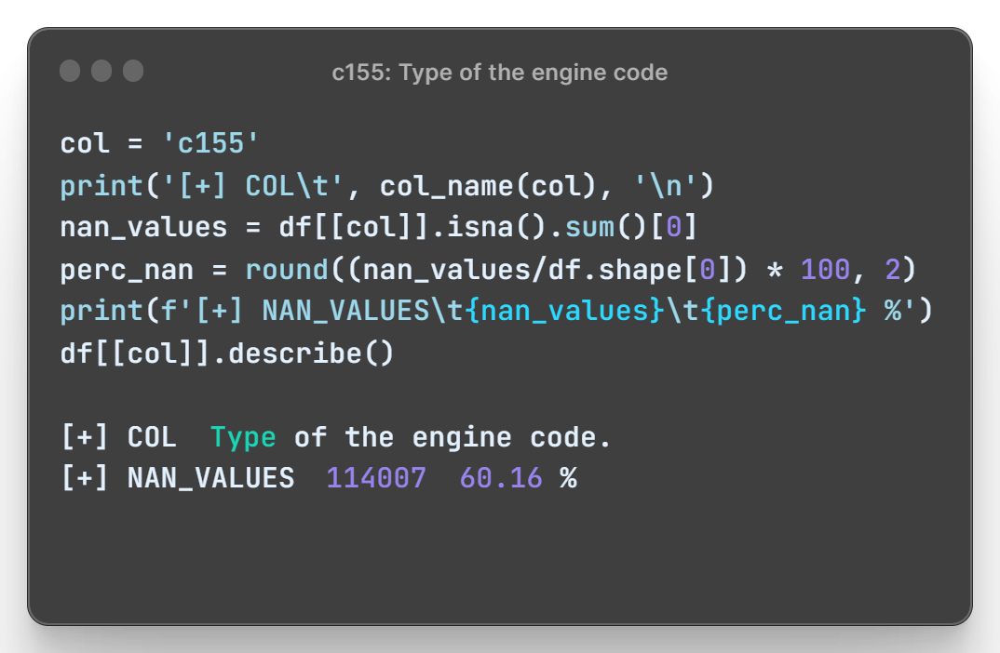 c155: Type of the engine code
col = 'c155'
print('[+] COL\t', col_name(col), '\n')
nan_values = df[[col]].isna().sum()[0]
perc_nan = round((nan_values/df.shape[0]) * 100, 2)
print(f'[+] NAN_VALUES\t{nan_values}\t{perc_nan} %')
df[[col]].describe()
[+] COL  Type of the engine code.
[+] NAN_VALUES  114007  60.16 %